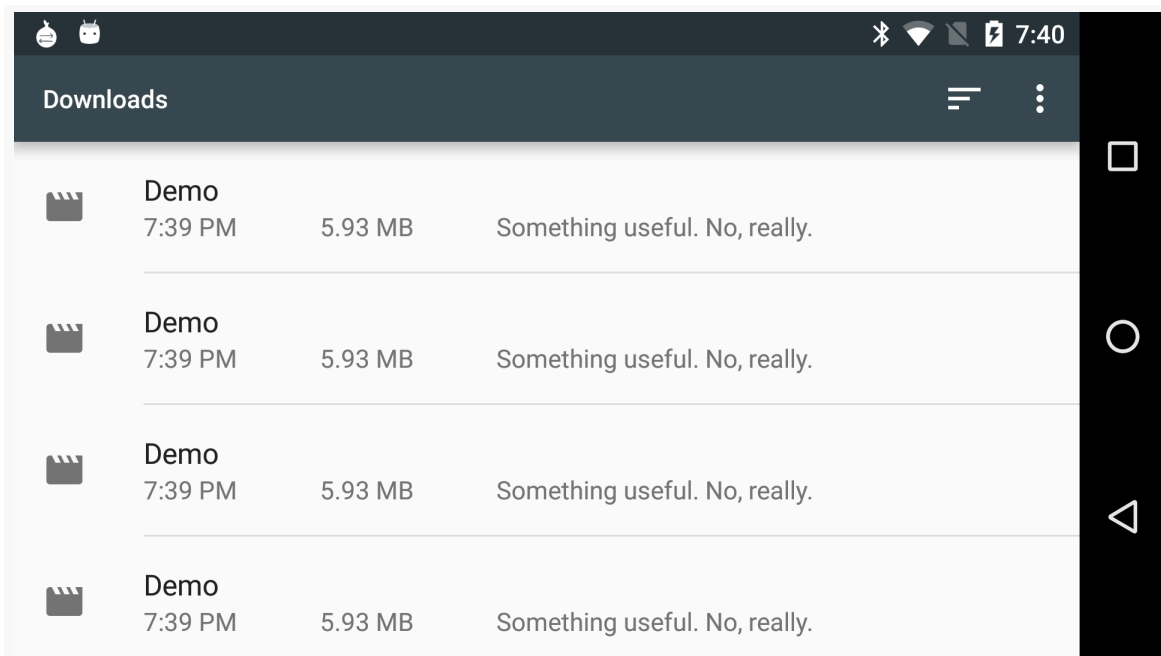 7:40
Downloads
Demo
7:39 PM 5.93 MB Something useful. No, really.
Demo
7:39 PM 5.93 MB Something useful. No, really.
Demo
7:39 PM 5.93 MB Something useful. No, really.
Demo
7:39 PM 5.93 MB Something useful. No, really.